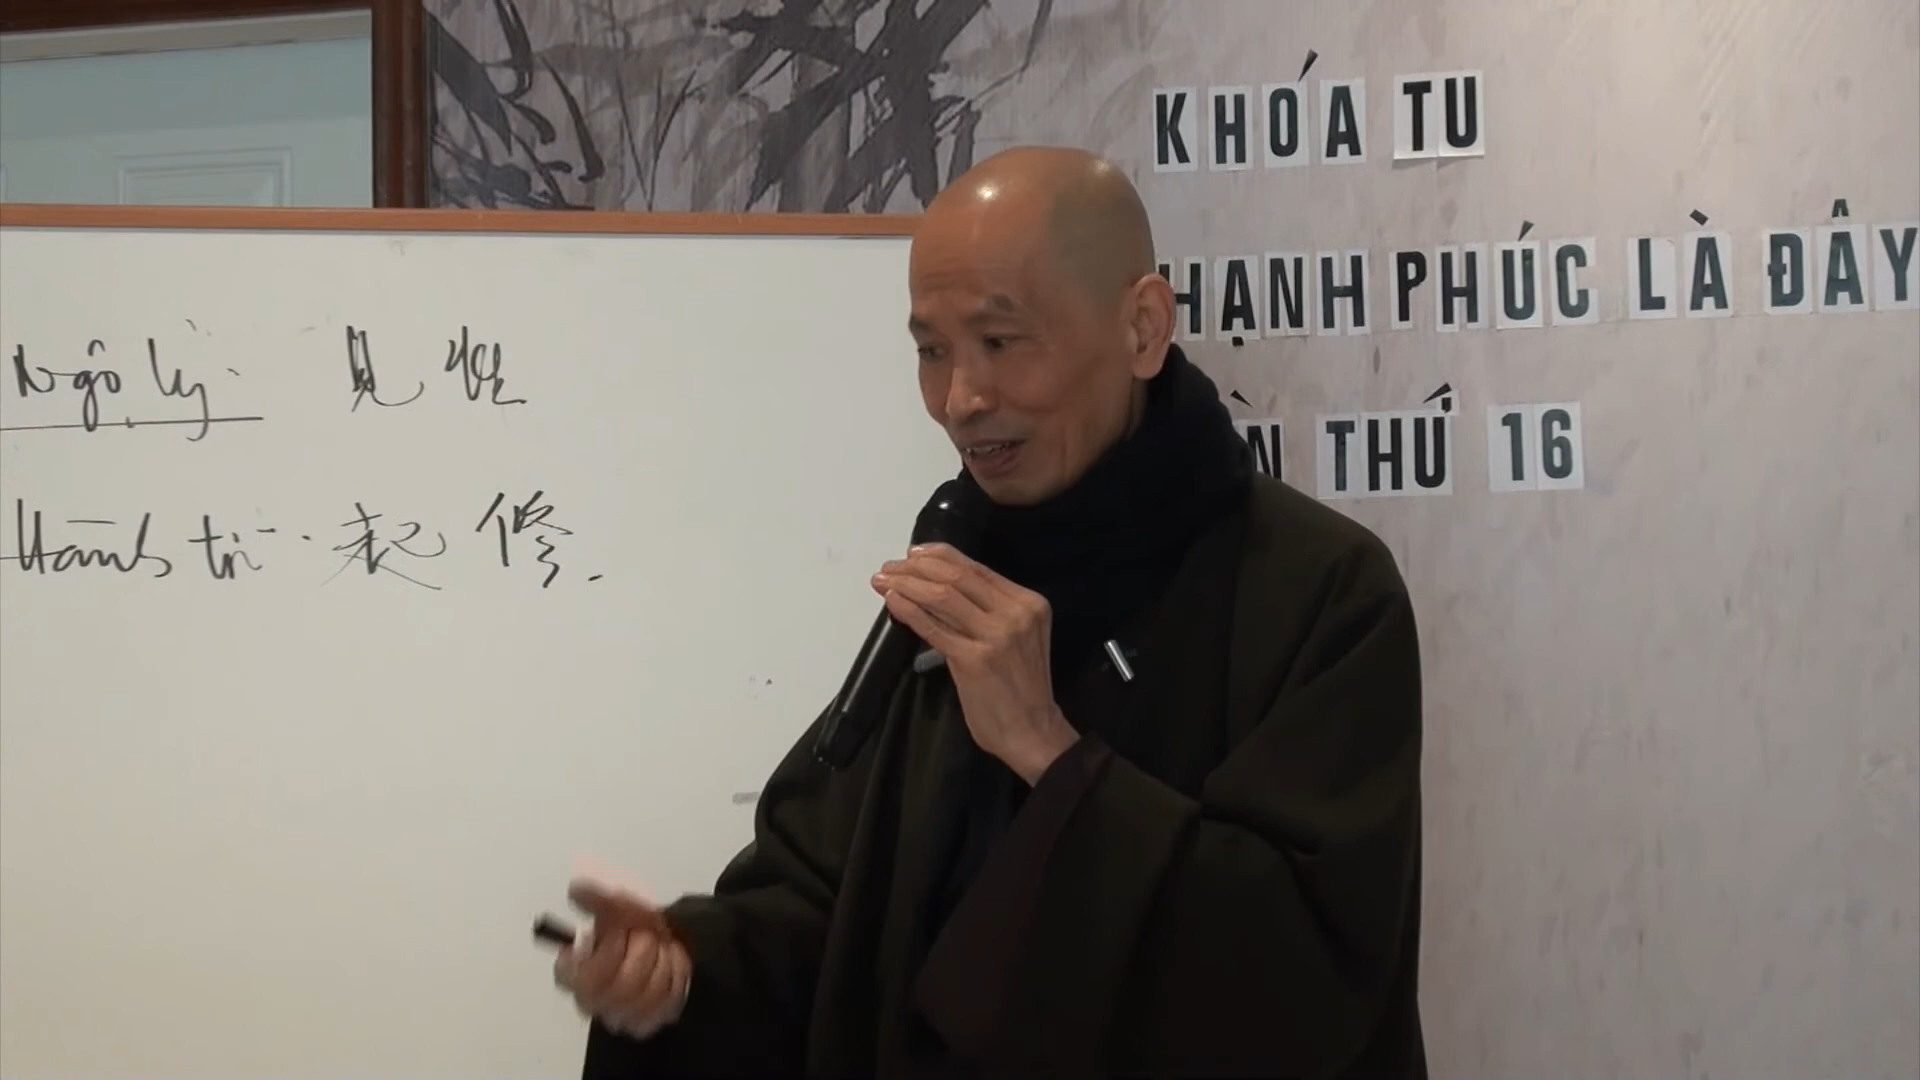 KHÓA TU
HẠNH PHÚC LÀ ĐÂY
THỨ 16
Ngộ lý. 見性
Hành trì. 起修.